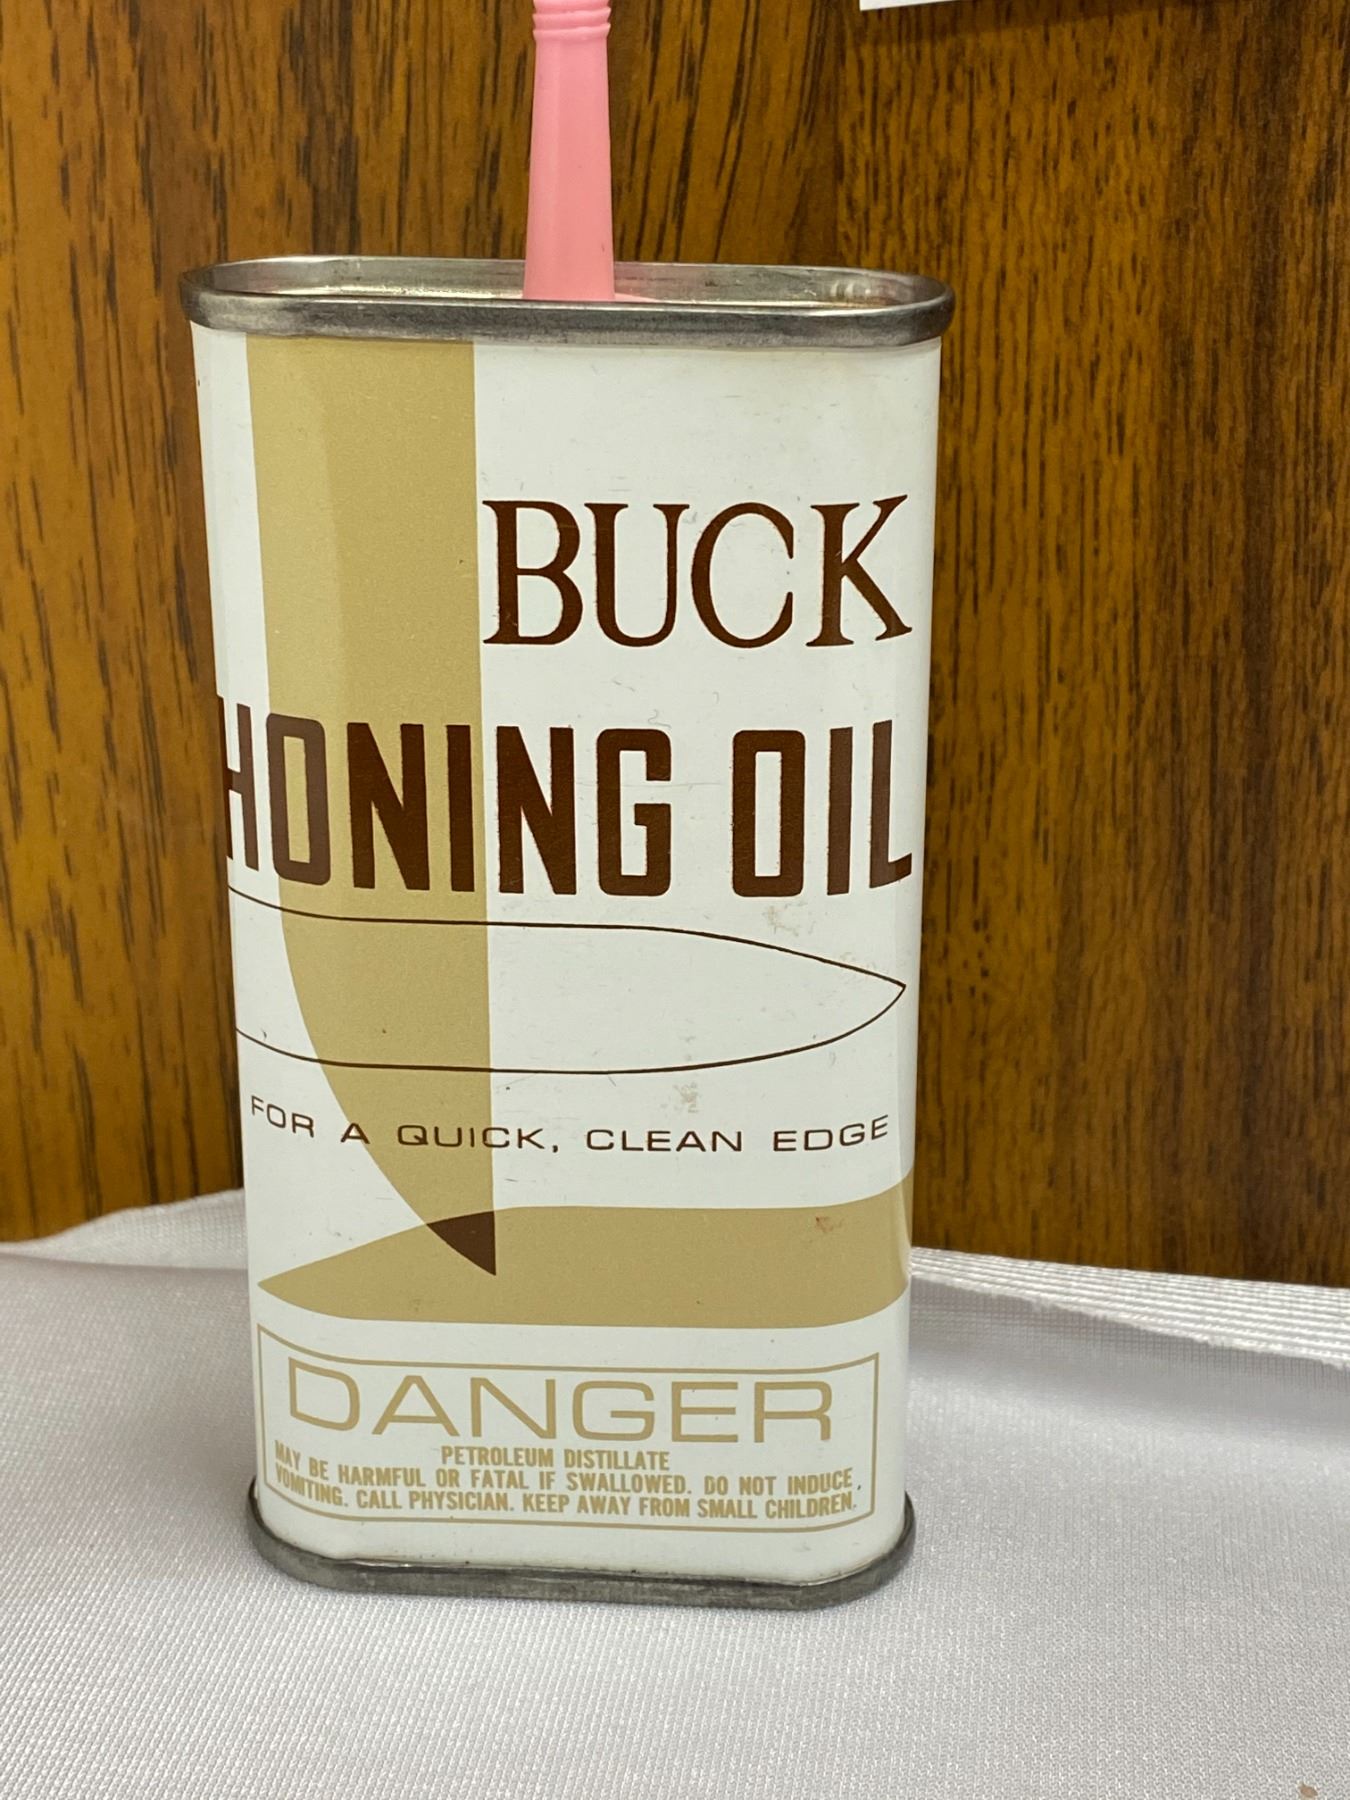 BUCK
HONING OIL
FOR A QUICK, CLEAN EDGE
DANGER
PETROLEUM DISTILLATE
MAY BE HARMFUL OR FATAL IF SWALLOWED. DO NOT INDUCE
VOMITING. CALL PHYSICIAN. KEEP AWAY FROM SMALL CHILDREN.